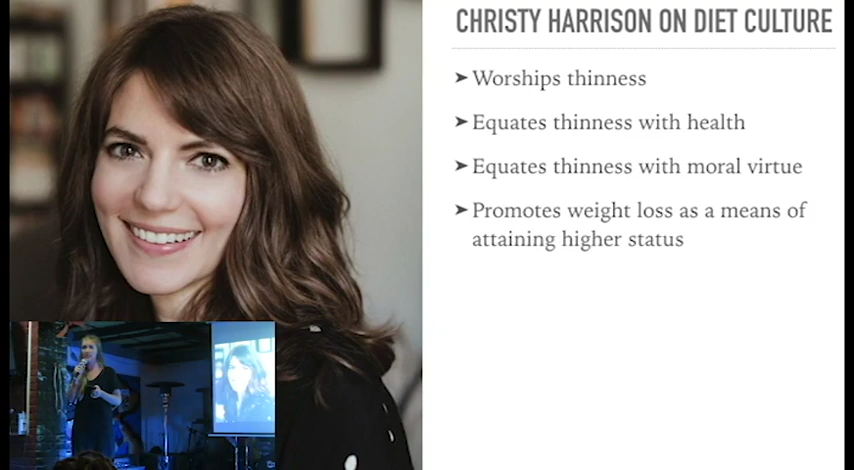 CHRISTY HARRISON ON DIET CULTURE
➤ Worships thinness
➤ Equates thinness with health
➤ Equates thinness with moral virtue
➤ Promotes weight loss as a means of
attaining higher status